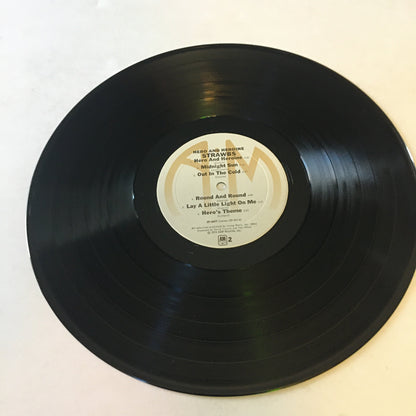 HERO AND HEROINE
STRAWBS
Hero And Heroine
Midnight Sun
Out In The Cold
Round And Round
Lay A Little Light On Me
Hero's Theme
A&M 2